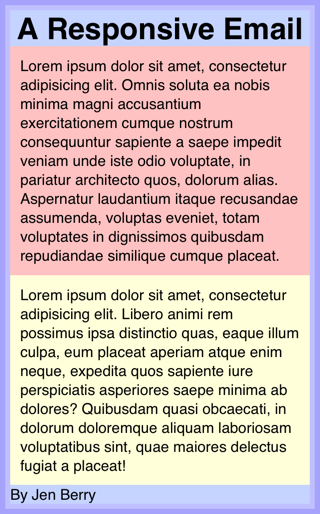 A Responsive Email
Lorem ipsum dolor sit amet, consectetur
adipisicing elit. Omnis soluta ea nobis
minima magni accusantium
exercitationem cumque nostrum
consequuntur sapiente a saepe impedit
veniam unde iste odio voluptate, in
pariatur architecto quos, dolorum alias.
Aspernatur laudantium itaque recusandae
assumenda, voluptas eveniet, totam
voluptates in dignissimos quibusdam
repudiandae similique cumque placeat.
Lorem ipsum dolor sit amet, consectetur
adipisicing elit. Libero animi rem
possimus ipsa distinctio quas, eaque illum
culpa, eum placeat aperiam atque enim
neque, expedita quos sapiente iure
perspiciatis asperiores saepe minima ab
dolores? Quibusdam quasi obcaecati, in
dolorum doloremque aliquam laboriosam
voluptatibus sint, quae maiores delectus
fugiat a placeat!
By Jen Berry